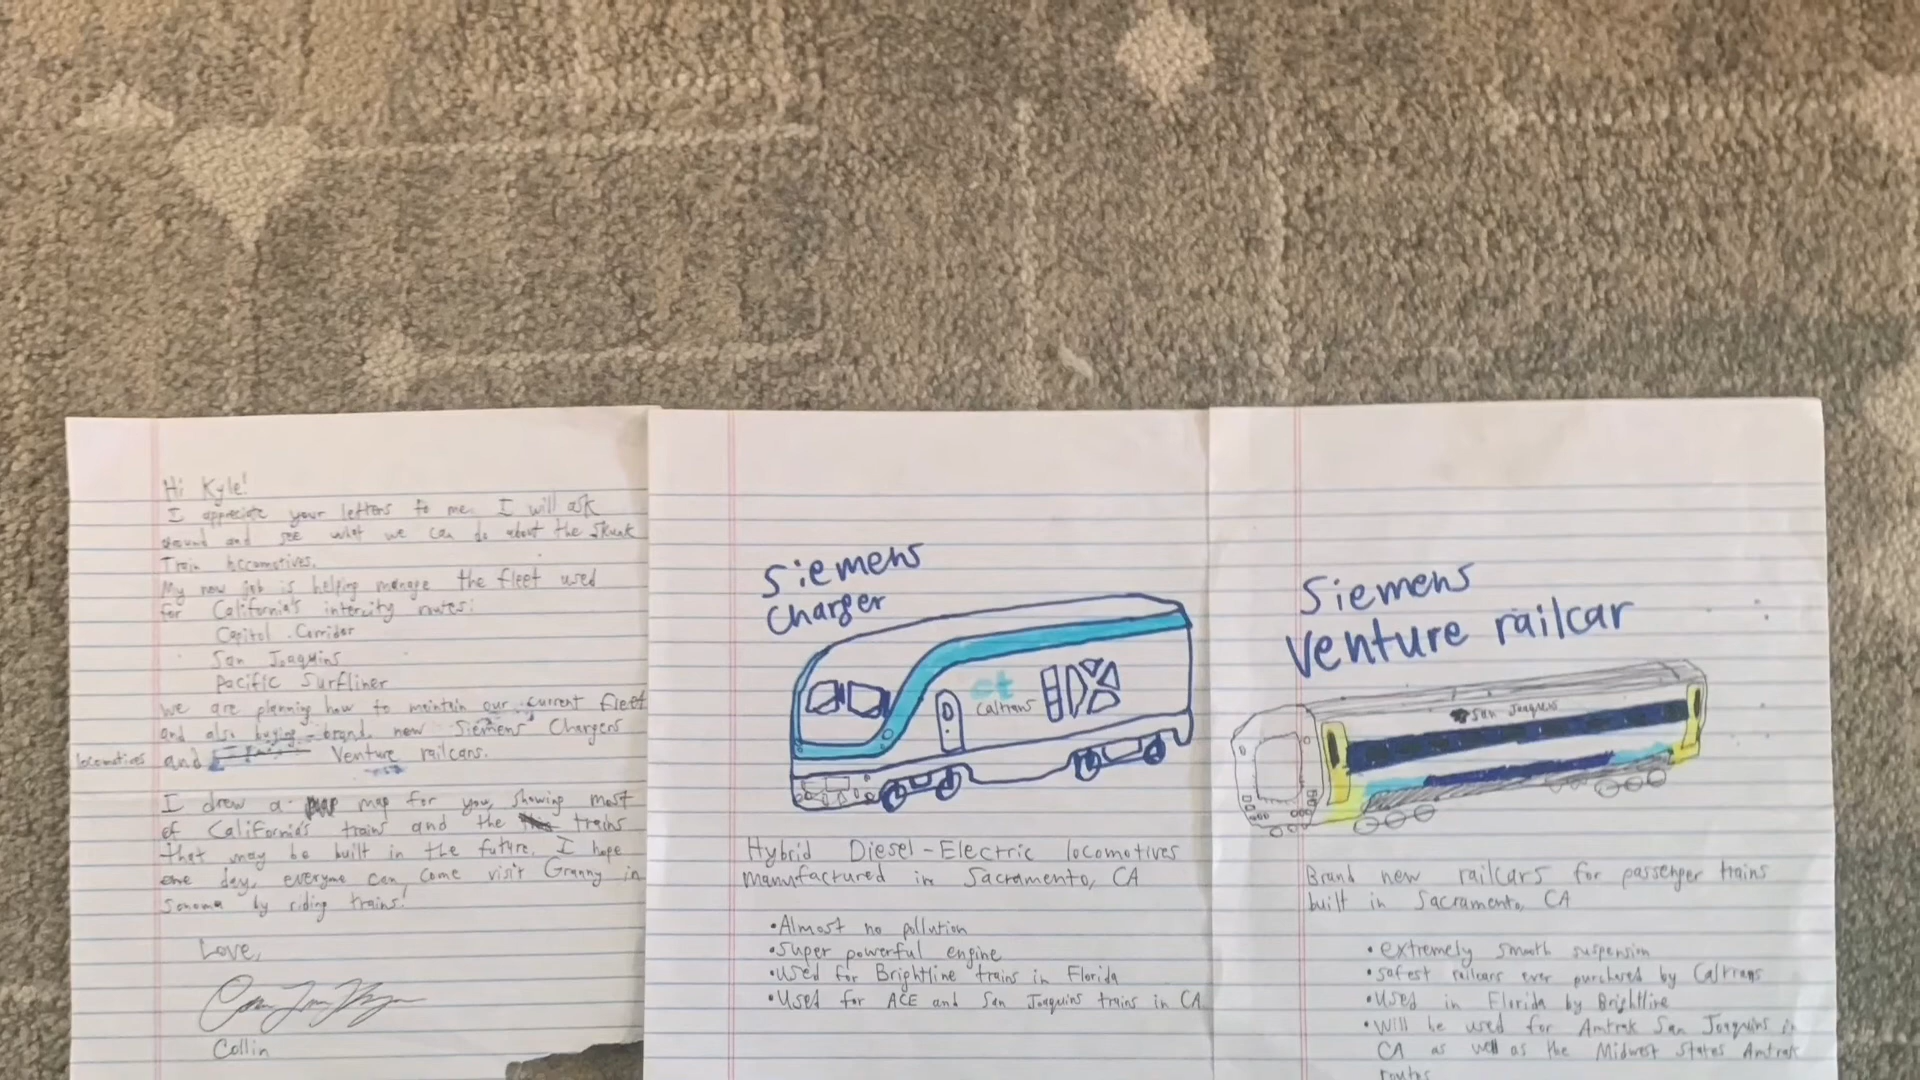 Hi Kyle!
I appreciate your letters to me. I will ask
around and see what we can do about the Skunk
Train locomotives.
My new job is helping manage the fleet used
for California's intercity routes:
Capitol Corridor
San Joaquins
Pacific Surfliner
we are planning how to maintain our current fleet
and also buying brand new Siemens Chargers
locomotives and Venture railcars.
I drew a map for you, showing most
of California's trains and the trains
that may be built in the future. I hope
one day, everyone can come visit Granny in
Sonoma by riding trains!
Love,
Collin
Siemens
Charger
ct
caltrans
Hybrid Diesel-Electric locomotives
manufactured in Sacramento, CA
•Almost no pollution
•Super powerful engine
•Used for Brightline trains in Florida
•Used for ACE and San Joaquins trains in CA
Siemens
Venture railcar
San Joaquins
Brand new railcars for passenger trains
built in Sacramento, CA
•Extremely smooth suspension
•Safest railcars ever purchased by Caltrans
•Used in Florida by Brightline
•Will be used for Amtrak San Joaquins in
CA as well as the Midwest States Amtrak
routes